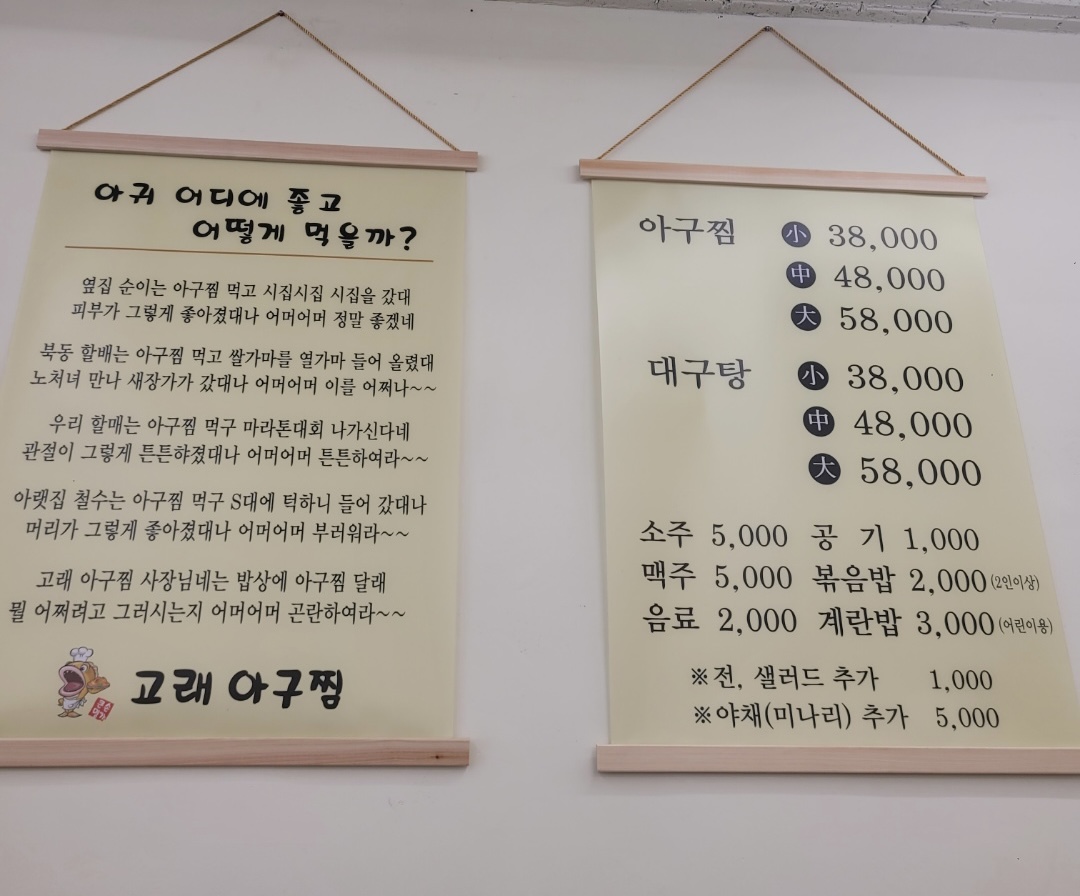 아귀 어디에 좋고
어떻게 먹을까?
옆집 순이는 아구찜 먹고 시집시집 시집을 갔대
피부가 그렇게 좋아졌대나 어머어머 정말 좋겠네
북동 할배는 아구찜 먹고 쌀가마를 열가마 들어 올렸대
노처녀 만나 새장가가 갔대나 어머어머 이를 어쩌나~~
우리 할매는 아구찜 먹구 마라톤대회 나가신다네
관절이 그렇게 튼튼햐졌대나 어머어머 튼튼하여라~~
아랫집 철수는 아구찜 먹구 S대에 턱하니 들어 갔대나
머리가 그렇게 좋아졌대나 어머어머 부러워라~~
고래 아구찜 사장님네는 밥상에 아구찜 달래
뭘 어쩌려고 그러시는지 어머어머 곤란하여라~~
고래 아구찜
아구찜 小 38,000
中 48,000
大 58,000
대구탕 小 38,000
中 48,000
大 58,000
소주 5,000 공 기 1,000
맥주 5,000 볶음밥 2,000(2인이상)
음료 2,000 계란밥 3,000(어린이용)
※전, 샐러드 추가 1,000
※야채(미나리) 추가 5,000